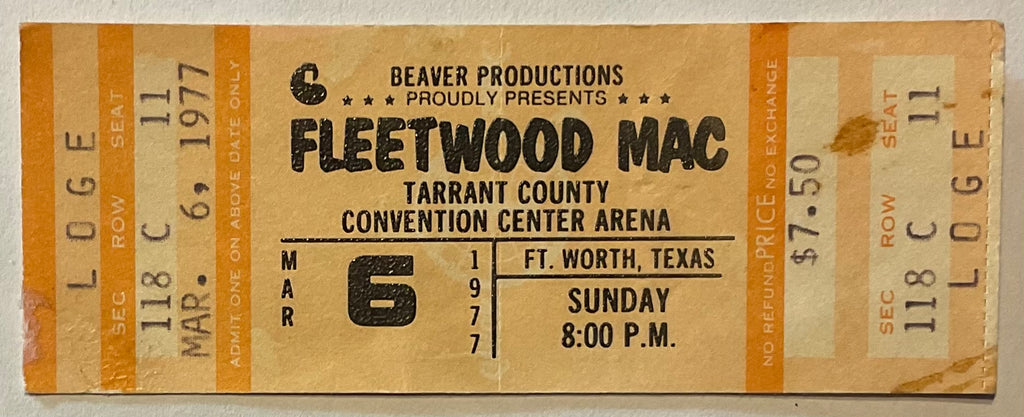 LOGE
SEC ROW SEAT
118 C 11
MAR. 6, 1977
ADMIT ONE ON ABOVE DATE ONLY
C
BEAVER PRODUCTIONS
★ ★ ★ PROUDLY PRESENTS ★ ★ ★
FLEETWOOD MAC
TARRANT COUNTY
CONVENTION CENTER ARENA
MAR
6
1977
FT. WORTH, TEXAS
SUNDAY
8:00 P.M.
NO REFUND PRICE NO EXCHANGE
$7.50
SEC ROW SEAT
118 C 11
LOGE